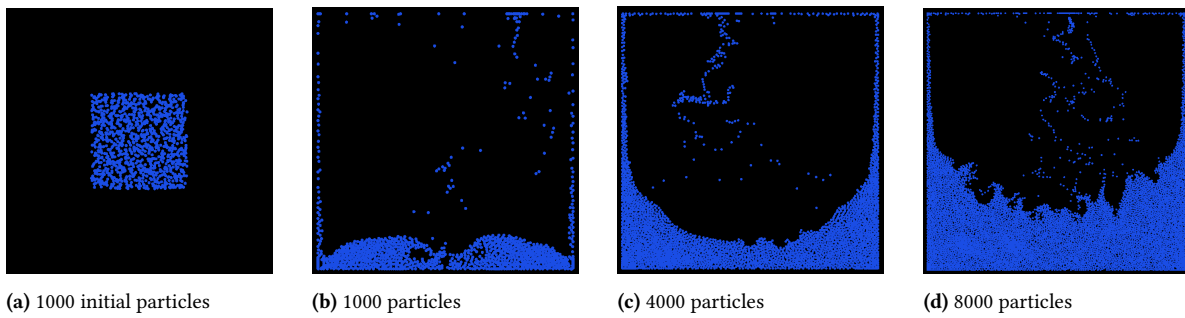 (a) 1000 initial particles
(b) 1000 particles
(c) 4000 particles
(d) 8000 particles